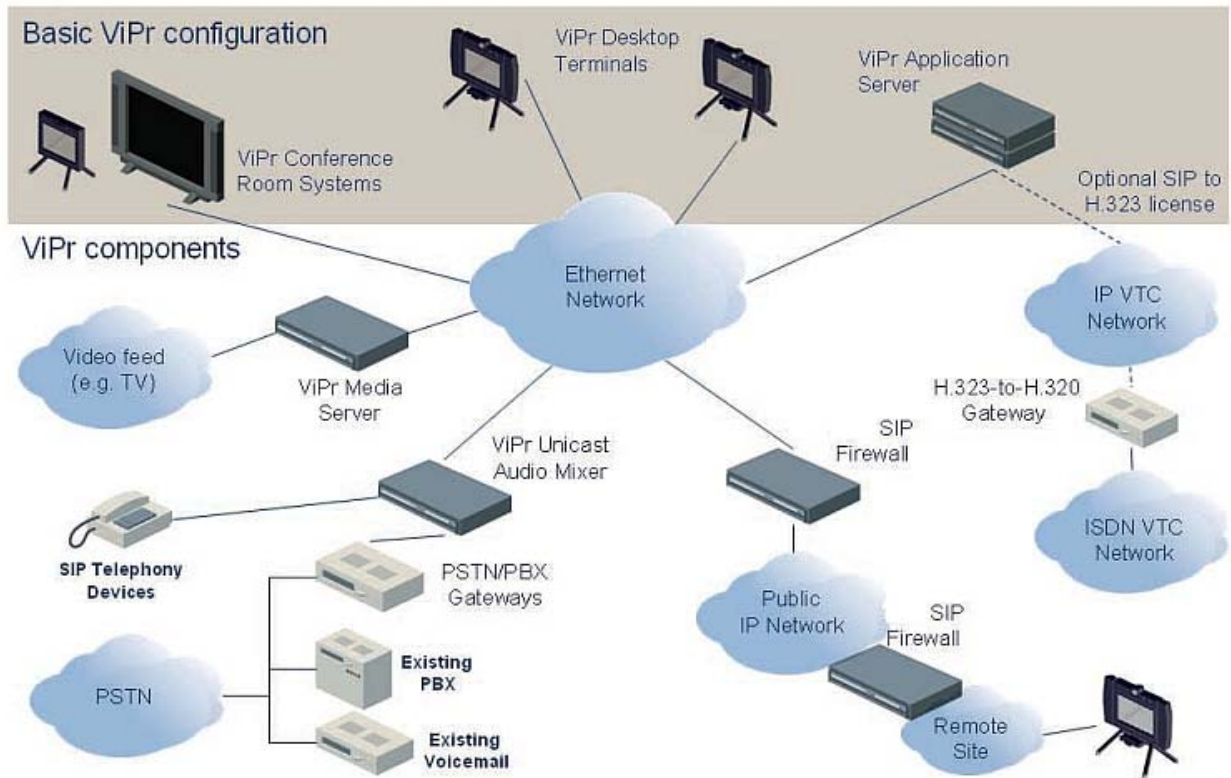 Basic ViPr configuration
ViPr Desktop
Terminals
ViPr Application
Server
ViPr Conference
Room Systems
Optional SIP to
H.323 license
ViPr components
Ethernet
Network
IP VTC
Network
Video feed
(e.g. TV)
ViPr Media
Server
H.323-to-H.320
Gateway
SIP
Firewall
ViPr Unicast
Audio Mixer
ISDN VTC
Network
SIP Telephony
Devices
PSTN/PBX
Gateways
Public
IP Network
SIP
Firewall
Existing
PBX
PSTN
Existing
Voicemail
Remote
Site